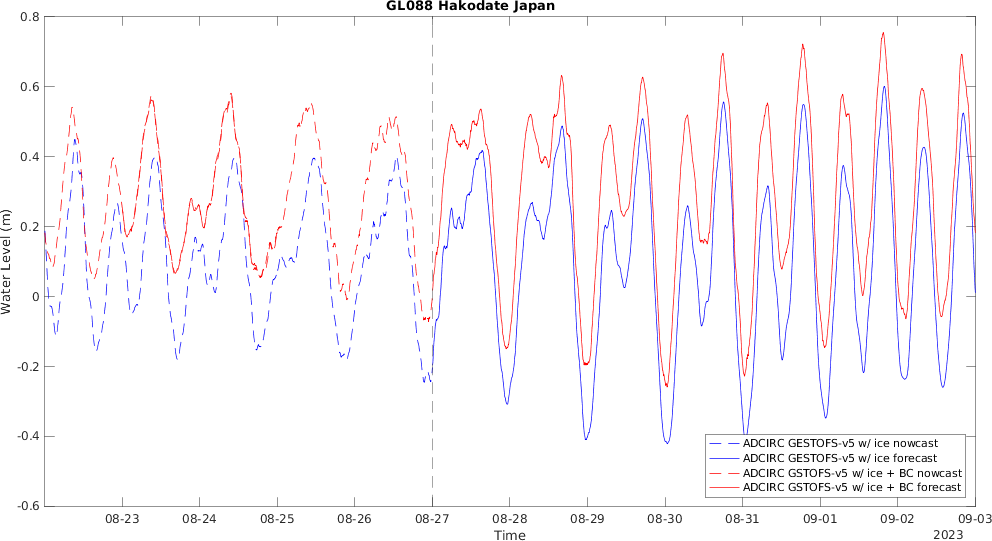 GL088 Hakodate Japan
0.8
0.6
0.4
0.2
0
-0.2
-0.4
-0.6
Water Level (m)
ADCIRC GESTOFS-v5 w/ ice nowcast
ADCIRC GESTOFS-v5 w/ ice forecast
ADCIRC GSTOFS-v5 w/ ice + BC nowcast
ADCIRC GSTOFS-v5 w/ ice + BC forecast
08-23 08-24 08-25 08-26 08-27 08-28 08-29 08-30 08-31 09-01 09-02 09-03
Time
2023